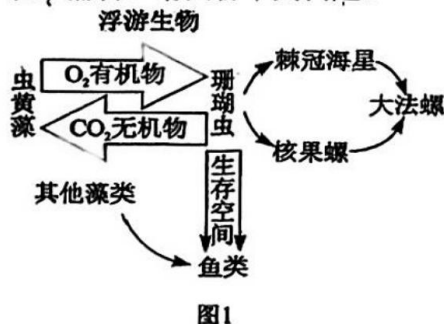 浮游生物
O₂有机物
虫黄藻
珊瑚虫
CO₂无机物
棘冠海星
大法螺
核果螺
生存空间
其他藻类
鱼类
图1